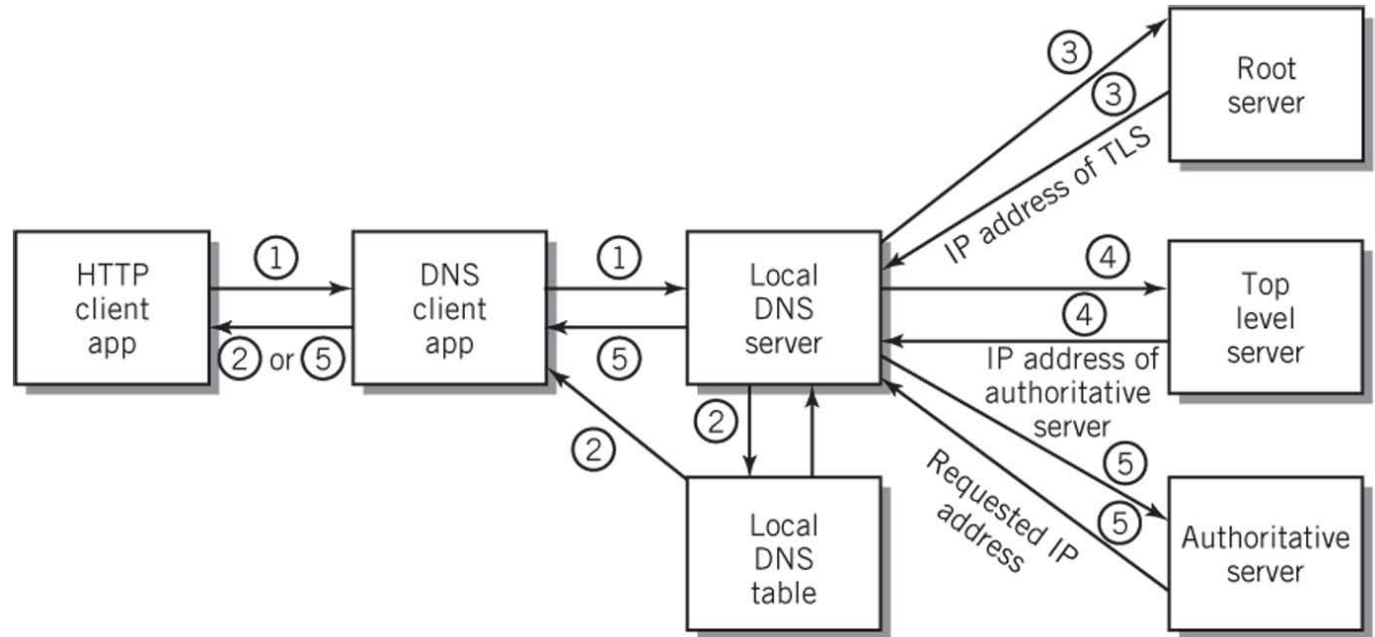 3
Root
server
3
IP address of TLS
HTTP
client
app
1
DNS
client
app
1
Local
DNS
server
4
Top
level
server
4
2 or 5
5
IP address of
authoritative
server
2
2
5
Requested IP
address
5
Local
DNS
table
Authoritative
server